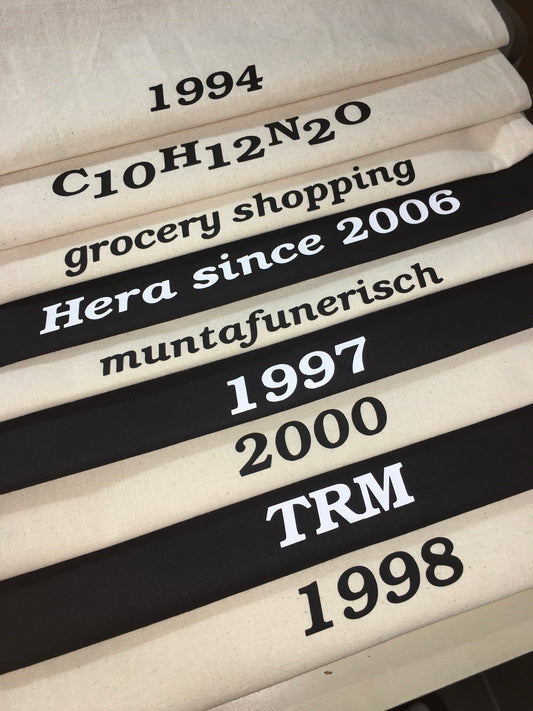 1994
C10H12N2O
grocery shopping
Hera since 2006
muntafunerisch
1997
2000
TRM
1998